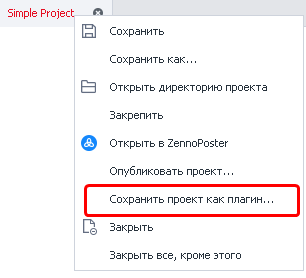 Simple Project
Сохранить
Сохранить как...
Открыть директорию проекта
Закрепить
Открыть в ZennoPoster
Опубликовать проект...
Сохранить проект как плагин...
Закрыть
Закрыть все, кроме этого